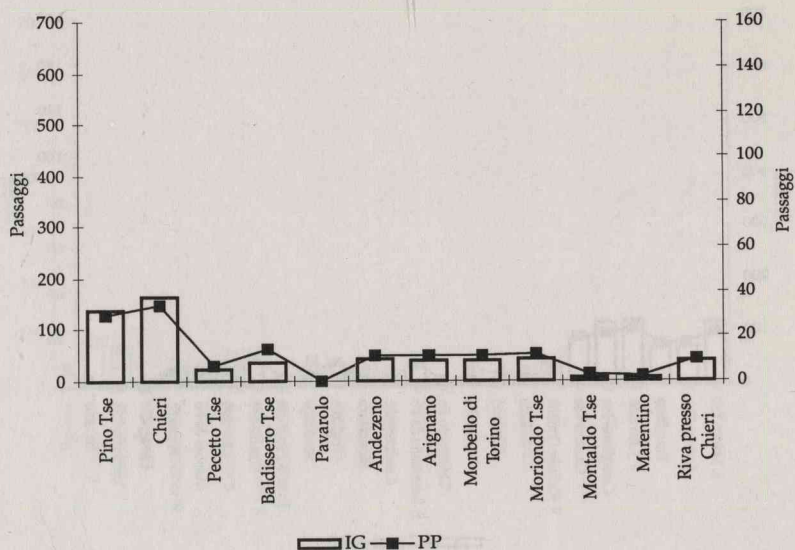 700
600
500
400
300
200
100
0
Passaggi
160
140
120
100
80
60
40
20
0
Passaggi
Pino T.se
Chieri
Pecetto T.se
Baldissero T.se
Pavarolo
Andezeno
Arignano
Monbello di
Torino
Moriondo T.se
Montaldo T.se
Marentino
Riva presso
Chieri
IG
PP